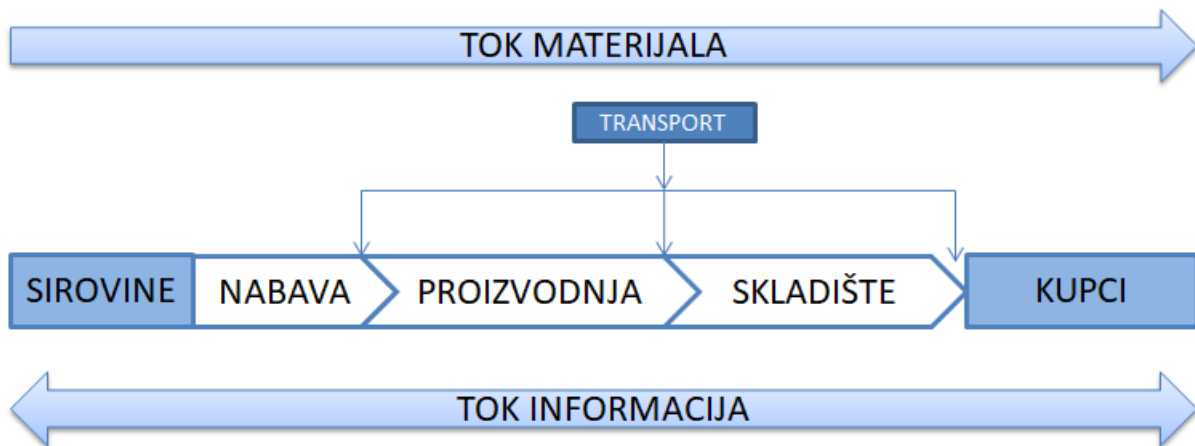 TOK MATERIJALA
TRANSPORT
SIROVINE
NABAVA
PROIZVODNJA
SKLADIŠTE
KUPCI
TOK INFORMACIJA